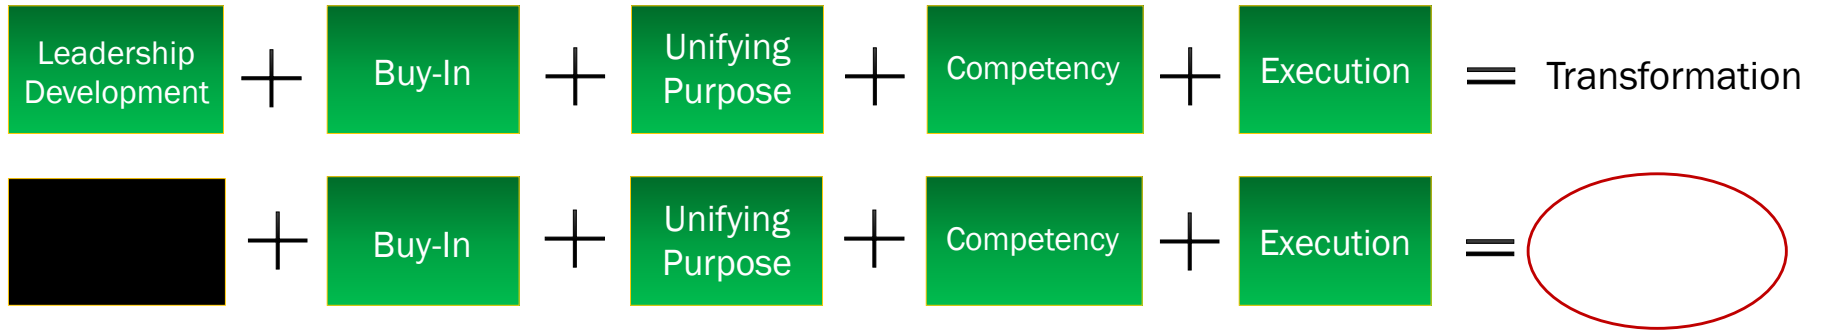 Leadership Development + Buy-In + Unifying Purpose + Competency + Execution = Transformation
+ Buy-In + Unifying Purpose + Competency + Execution =